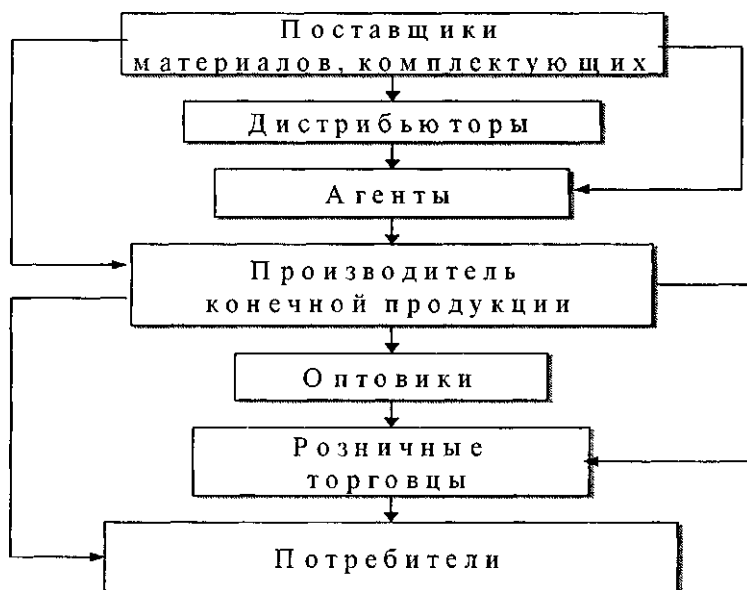 Поставщики
материалов, комплектующих
Дистрибьюторы
Агенты
Производитель
конечной продукции
Оптовики
Розничные
торговцы
Потребители